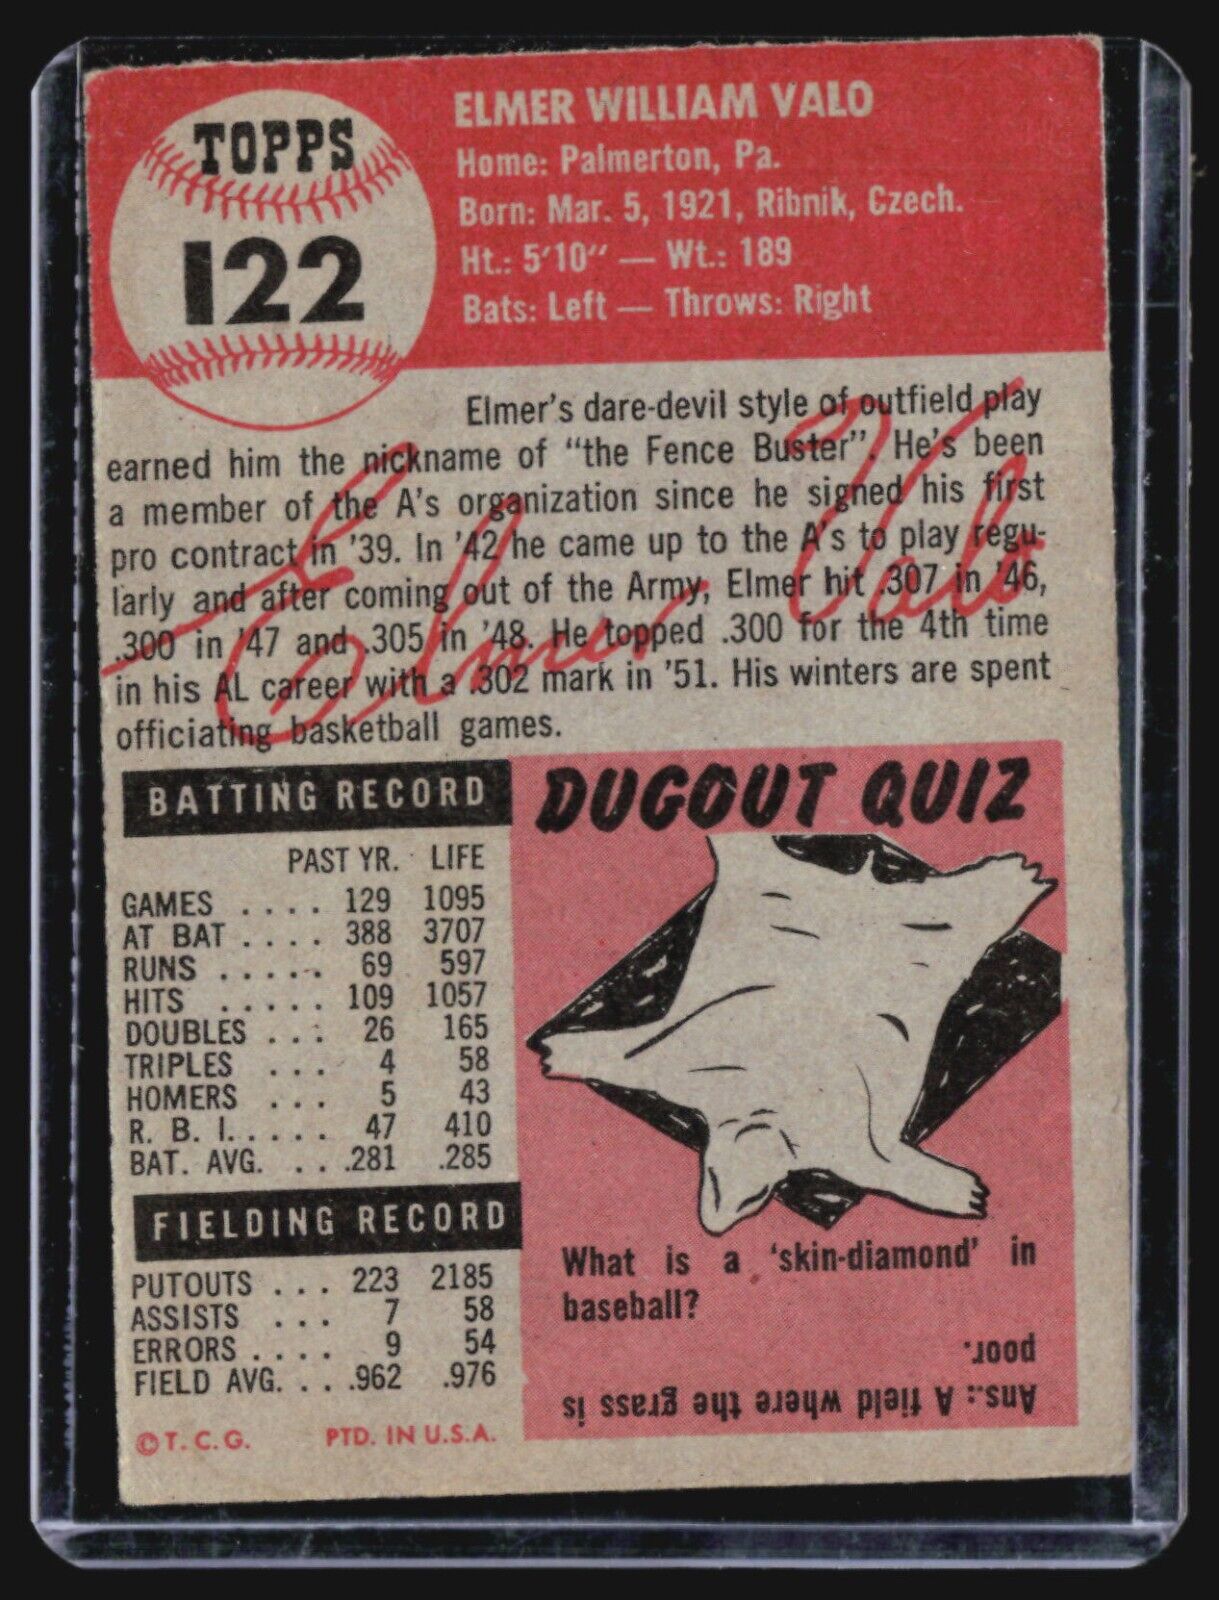 TOPPS
122
ELMER WILLIAM VALO
Home: Palmerton, Pa.
Born: Mar. 5, 1921, Ribnik, Czech.
Ht.: 5'10" — Wt.: 189
Bats: Left — Throws: Right
Elmer's dare-devil style of outfield play
earned him the nickname of "the Fence Buster". He's been
a member of the A's organization since he signed his first
pro contract in '39. In '42 he came up to the A's to play regu-
larly and after coming out of the Army, Elmer hit .307 in '46,
.300 in '47 and .305 in '48. He topped .300 for the 4th time
in his AL career with a .302 mark in '51. His winters are spent
officiating basketball games.
Elmer Valo
BATTING RECORD
PAST YR. LIFE
GAMES .... 129 1095
AT BAT .... 388 3707
RUNS ..... 69 597
HITS ..... 109 1057
DOUBLES ... 26 165
TRIPLES ... 4 58
HOMERS ... 5 43
R. B. I. .... 47 410
BAT. AVG. ... .281 .285
FIELDING RECORD
PUTOUTS ... 223 2185
ASSISTS ... 7 58
ERRORS .... 9 54
FIELD AVG. ... .962 .976
©T. C. G. PTD. IN U.S.A.
DUGOUT QUIZ
What is a 'skin-diamond' in
baseball?
Ans.: A field where the grass is
poor.